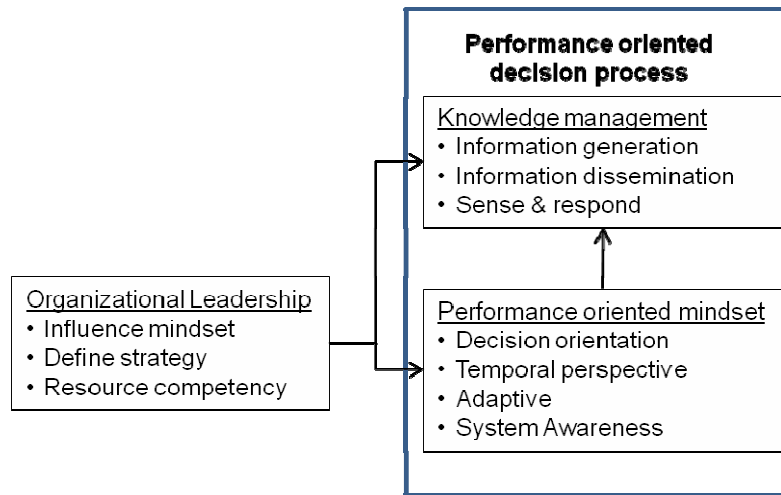 Performance oriented
decision process
Knowledge management
• Information generation
• Information dissemination
• Sense & respond
Organizational Leadership
• Influence mindset
• Define strategy
• Resource competency
Performance oriented mindset
• Decision orientation
• Temporal perspective
• Adaptive
• System Awareness